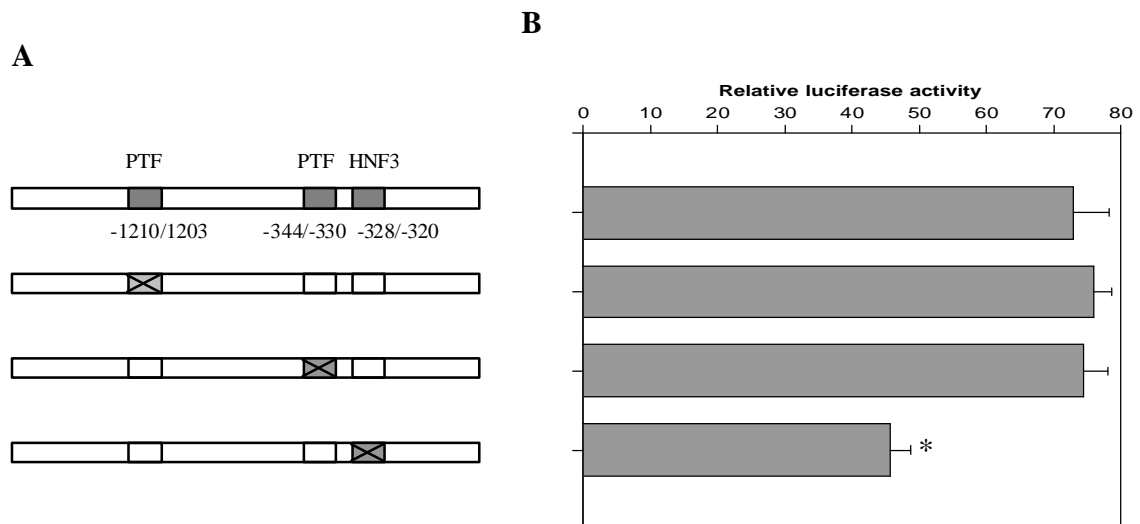 A
PTF PTF HNF3
-1210/1203 -344/-330 -328/-320
B
Relative luciferase activity
0 10 20 30 40 50 60 70 80
*